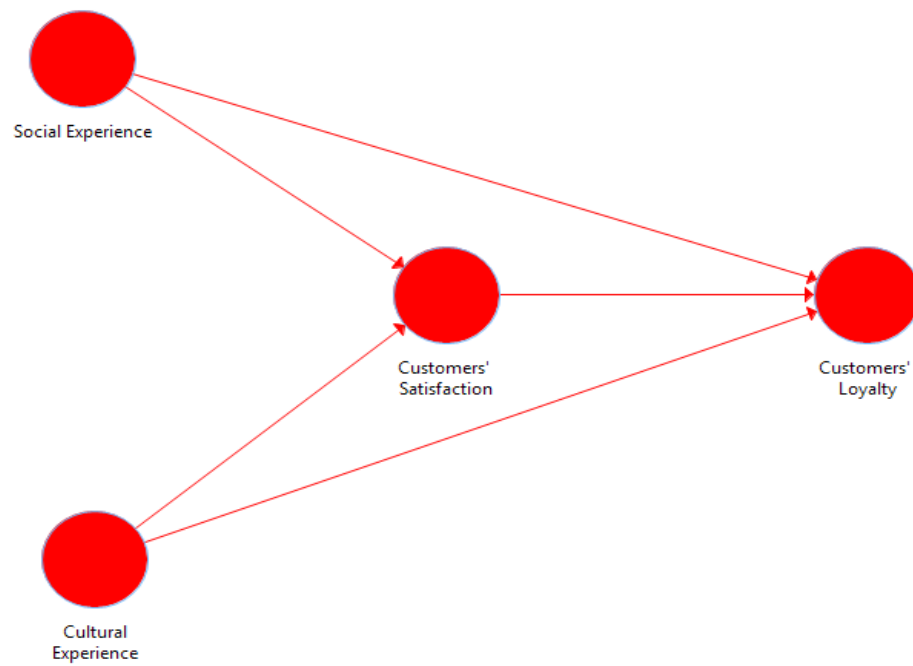 Social Experience
Customers'
Satisfaction
Customers'
Loyalty
Cultural
Experience